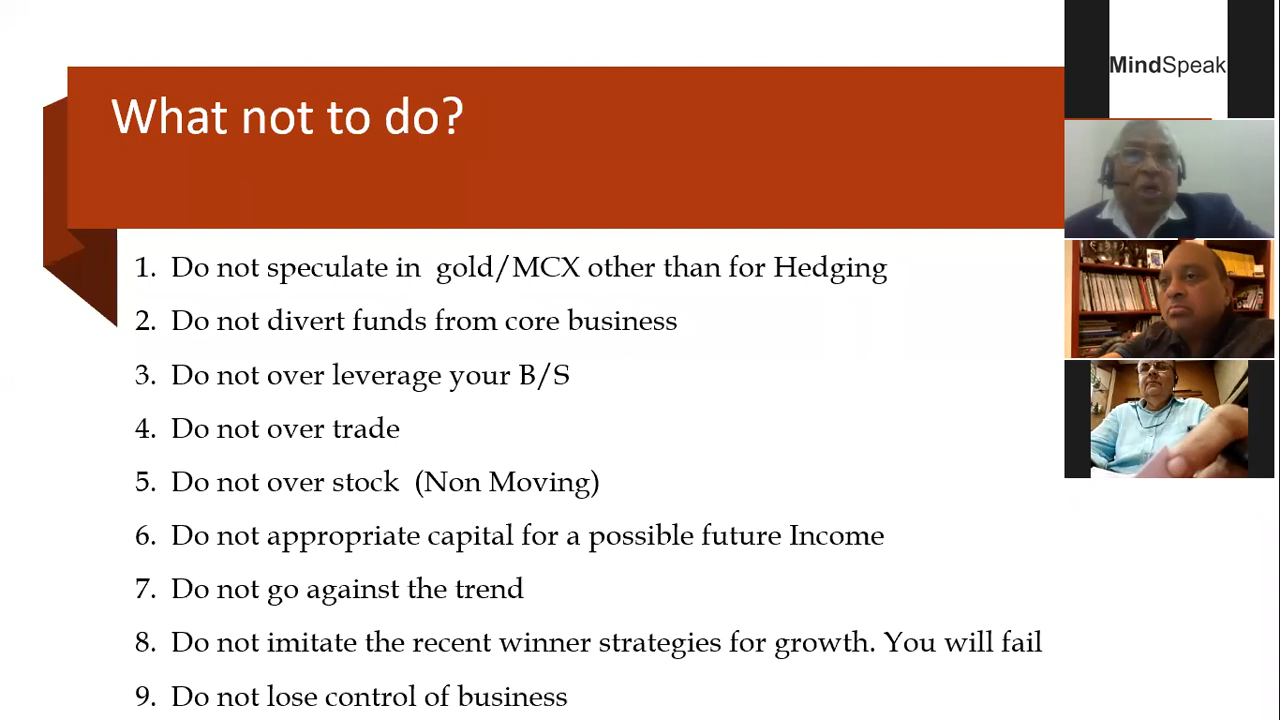 MindSpeak
What not to do?
1. Do not speculate in gold/MCX other than for Hedging
2. Do not divert funds from core business
3. Do not over leverage your B/S
4. Do not over trade
5. Do not over stock (Non Moving)
6. Do not appropriate capital for a possible future Income
7. Do not go against the trend
8. Do not imitate the recent winner strategies for growth. You will fail
9. Do not lose control of business